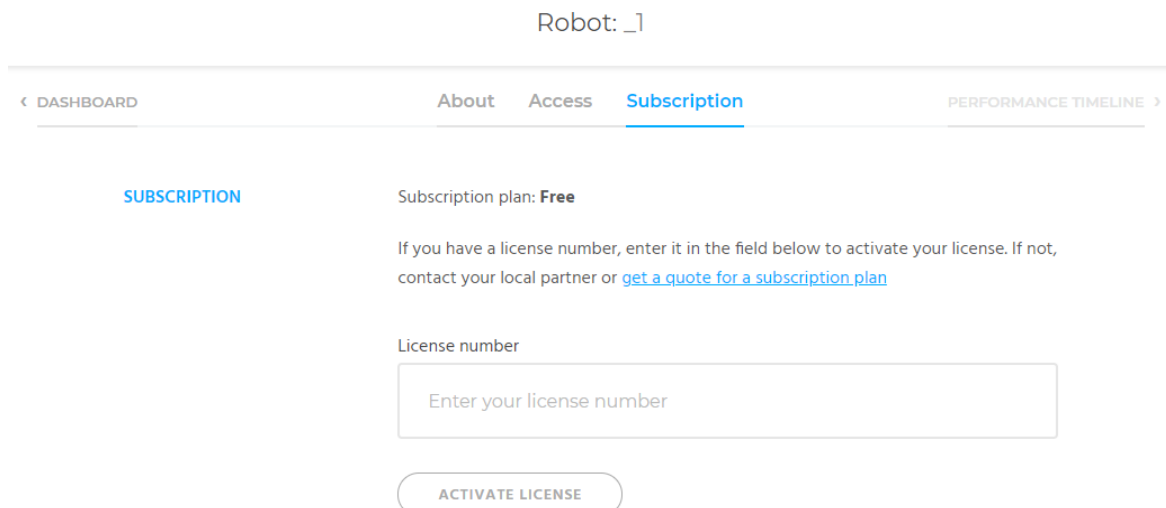 Robot: _1
‹ DASHBOARD
About Access Subscription
PERFORMANCE TIMELINE ›
SUBSCRIPTION
Subscription plan: Free
If you have a license number, enter it in the field below to activate your license. If not,
contact your local partner or get a quote for a subscription plan
License number
Enter your license number
ACTIVATE LICENSE